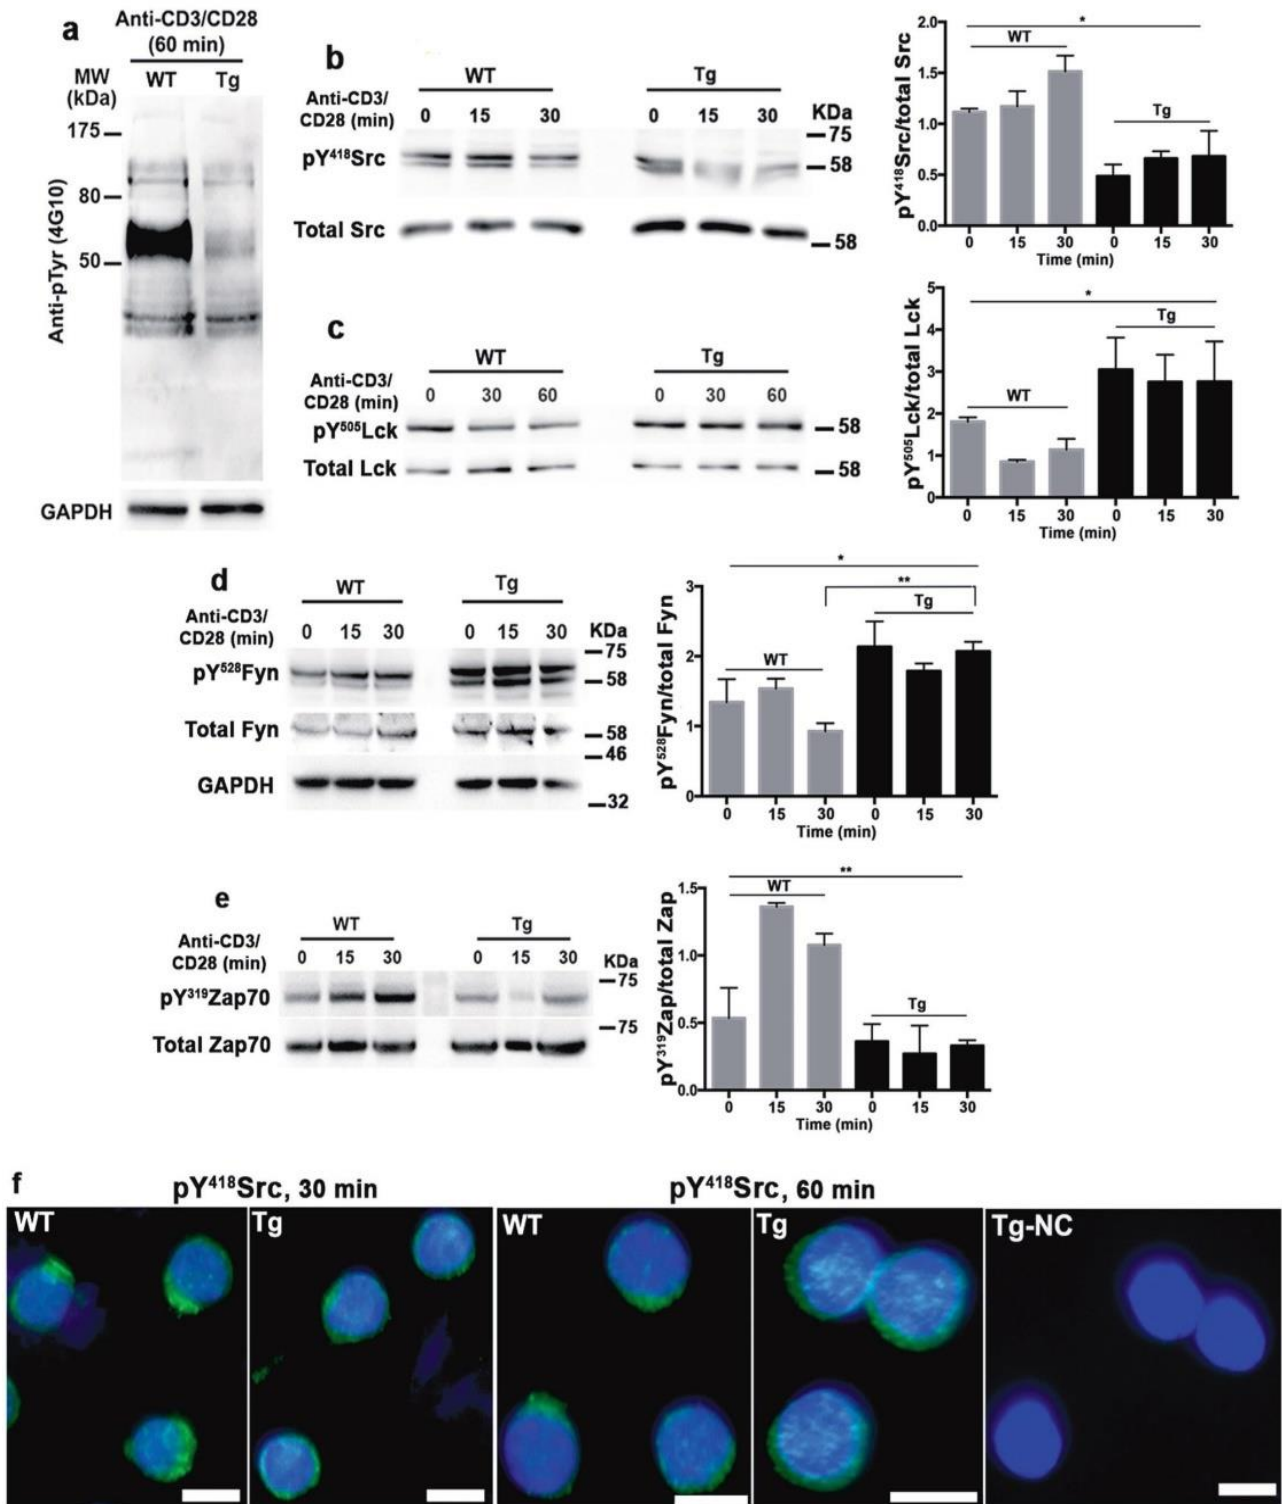 a
Anti-CD3/CD28
(60 min)
MW
(kDa)
WT Tg
175
80
50
Anti-pTyr (4G10)
GAPDH
b
WT Tg
Anti-CD3/
CD28 (min)
0 15 30 0 15 30 KDa
75
pY418Src
58
Total Src
58
2.0
1.5
1.0
0.5
0.0
pY418Src/total Src
*
WT
Tg
0 15 30 0 15 30
Time (min)
c
WT Tg
Anti-CD3/
CD28 (min)
0 30 60 0 30 60
pY505Lck
58
Total Lck
58
5
4
3
2
1
0
pY505Lck/total Lck
*
Tg
WT
0 15 30 0 15 30
Time (min)
d
WT Tg
Anti-CD3/
CD28 (min)
0 15 30 0 15 30 KDa
75
pY528Fyn
58
Total Fyn
58
46
GAPDH
32
3
2
1
0
pY528Fyn/total Fyn
*
**
Tg
WT
0 15 30 0 15 30
Time (min)
e
WT Tg
Anti-CD3/
CD28 (min)
0 15 30 0 15 30 KDa
75
pY319Zap70
75
Total Zap70
1.5
1.0
0.5
0.0
pY319Zap/total Zap
**
WT
Tg
0 15 30 0 15 30
Time (min)
f
pY418Src, 30 min pY418Src, 60 min
WT Tg WT Tg Tg-NC